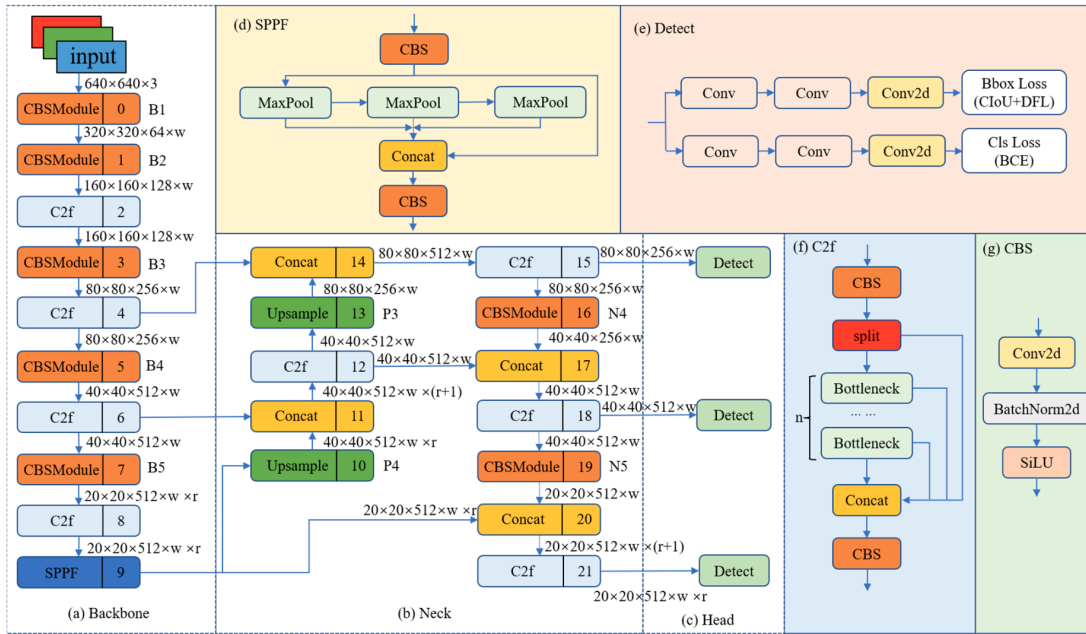 input
640×640×3
CBSModule 0 B1
320×320×64×w
CBSModule 1 B2
160×160×128×w
C2f 2
160×160×128×w
CBSModule 3 B3
80×80×256×w
C2f 4
80×80×256×w
CBSModule 5 B4
40×40×512×w
C2f 6
40×40×512×w
CBSModule 7 B5
20×20×512×w ×r
C2f 8
20×20×512×w ×r
SPPF 9
(a) Backbone
(d) SPPF
CBS
MaxPool MaxPool MaxPool
Concat
CBS
(e) Detect
Conv Conv Conv2d Bbox Loss
(CIoU+DFL)
Conv Conv Conv2d Cls Loss
(BCE)
Concat 14
80×80×512×w
80×80×256×w
Upsample 13 P3
40×40×512×w
C2f 12
40×40×512×w
40×40×512×w ×(r+1)
Concat 11
40×40×512×w ×r
Upsample 10 P4
20×20×512×w ×r
C2f 15
80×80×256×w
80×80×256×w
CBSModule 16 N4
40×40×256×w
Concat 17
40×40×512×w
C2f 18
40×40×512×w
40×40×512×w
CBSModule 19 N5
20×20×512×w
Concat 20
20×20×512×w ×(r+1)
C2f 21
20×20×512×w ×r
(b) Neck
Detect
Detect
Detect
(c) Head
(f) C2f
CBS
split
Bottleneck
... ...
n
Bottleneck
Concat
CBS
(g) CBS
Conv2d
BatchNorm2d
SiLU